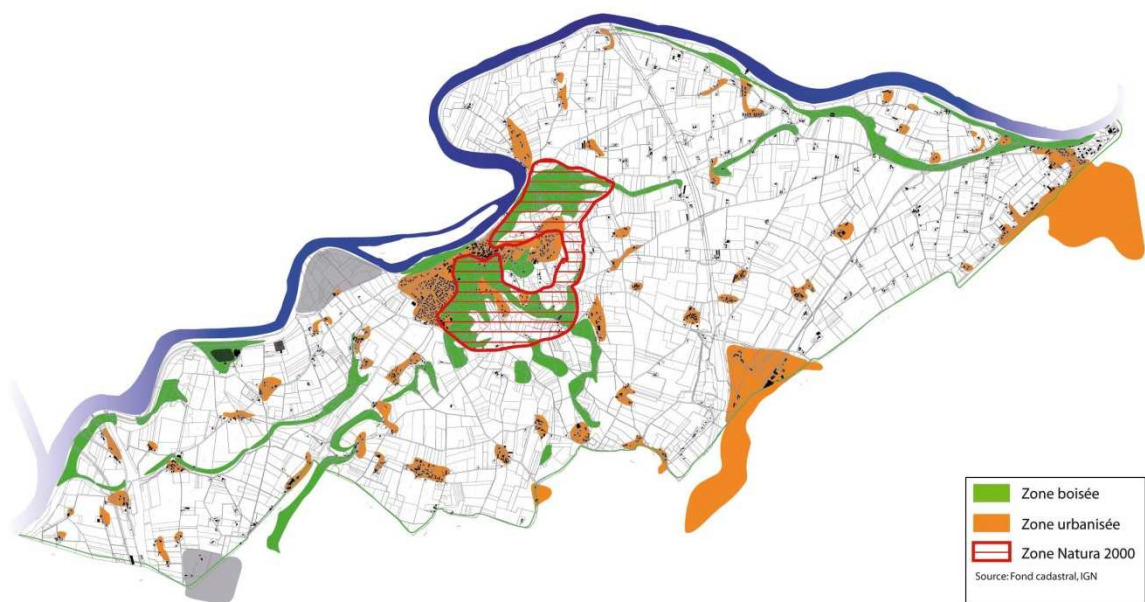 Zone boisée
Zone urbanisée
Zone Natura 2000
Source: Fond cadastral, IGN